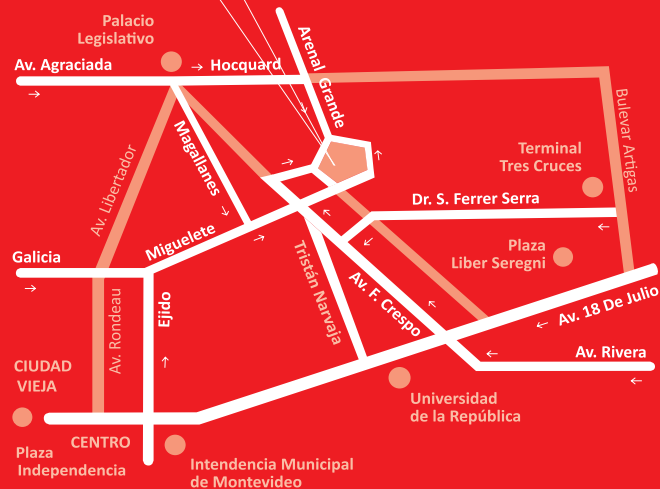 Palacio
Legislativo
Av. Agraciada
Hocquard
Arenal Grande
Bulevar Artigas
Magallanes
Av. Libertador
Terminal
Tres Cruces
Dr. S. Ferrer Serra
Miguelete
Galicia
Tristán Narvaja
Plaza
Liber Seregni
Av. F. Crespo
Ejido
Av. Rondeau
Av. 18 De Julio
Av. Rivera
CIUDAD
VIEJA
Universidad
de la República
CENTRO
Plaza
Independencia
Intendencia Municipal
de Montevideo